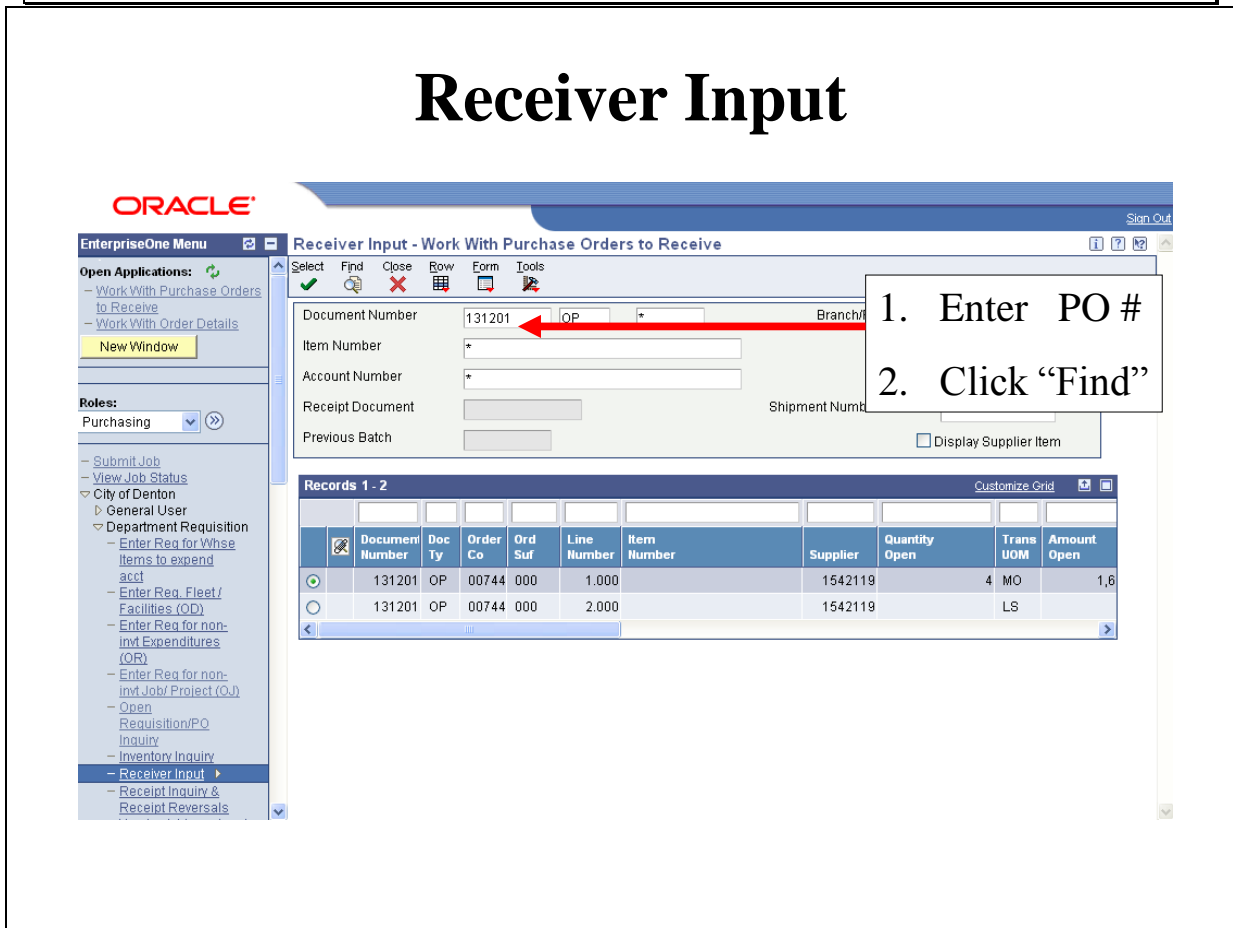 Receiver Input
ORACLE
Sign Out
EnterpriseOne Menu
Open Applications:
– Work With Purchase Orders
to Receive
– Work With Order Details
New Window
Roles:
Purchasing
– Submit Job
– View Job Status
City of Denton
General User
Department Requisition
– Enter Req for Whse
Items to expend
acct
– Enter Req. Fleet /
Facilities (OD)
– Enter Req for non-
invt Expenditures
(OR)
– Enter Req for non-
invt Job/ Project (OJ)
– Open
Requisition/PO
Inquiry
– Inventory Inquiry
– Receiver Input
– Receipt Inquiry &
Receipt Reversals
Receiver Input - Work With Purchase Orders to Receive
Select Find Close Row Form Tools
Document Number 131201 OP * Branch/
Item Number *
Account Number *
Receipt Document Shipment Numb
Previous Batch Display Supplier Item
1. Enter PO #
2. Click “Find”
Records 1 - 2 Customize Grid
Document Number Doc Ty Order Co Ord Suf Line Number Item Number Supplier Quantity Open Trans UOM Amount Open
131201 OP 00744 000 1.000 1542119 4 MO 1,6
131201 OP 00744 000 2.000 1542119 LS